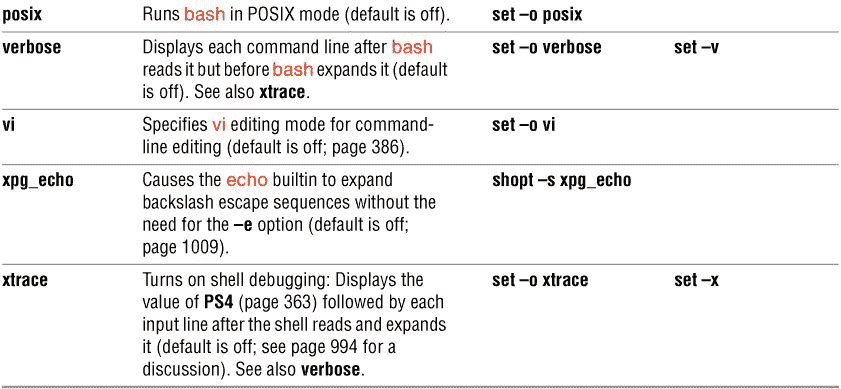 posix Runs bash in POSIX mode (default is off). set –o posix
verbose Displays each command line after bash set –o verbose set –v
reads it but before bash expands it (default
is off). See also xtrace.
vi Specifies vi editing mode for command- set –o vi
line editing (default is off; page 386).
xpg_echo Causes the echo builtin to expand shopt –s xpg_echo
backslash escape sequences without the
need for the –e option (default is off;
page 1009).
xtrace Turns on shell debugging: Displays the set –o xtrace set –x
value of PS4 (page 363) followed by each
input line after the shell reads and expands
it (default is off; see page 994 for a
discussion). See also verbose.